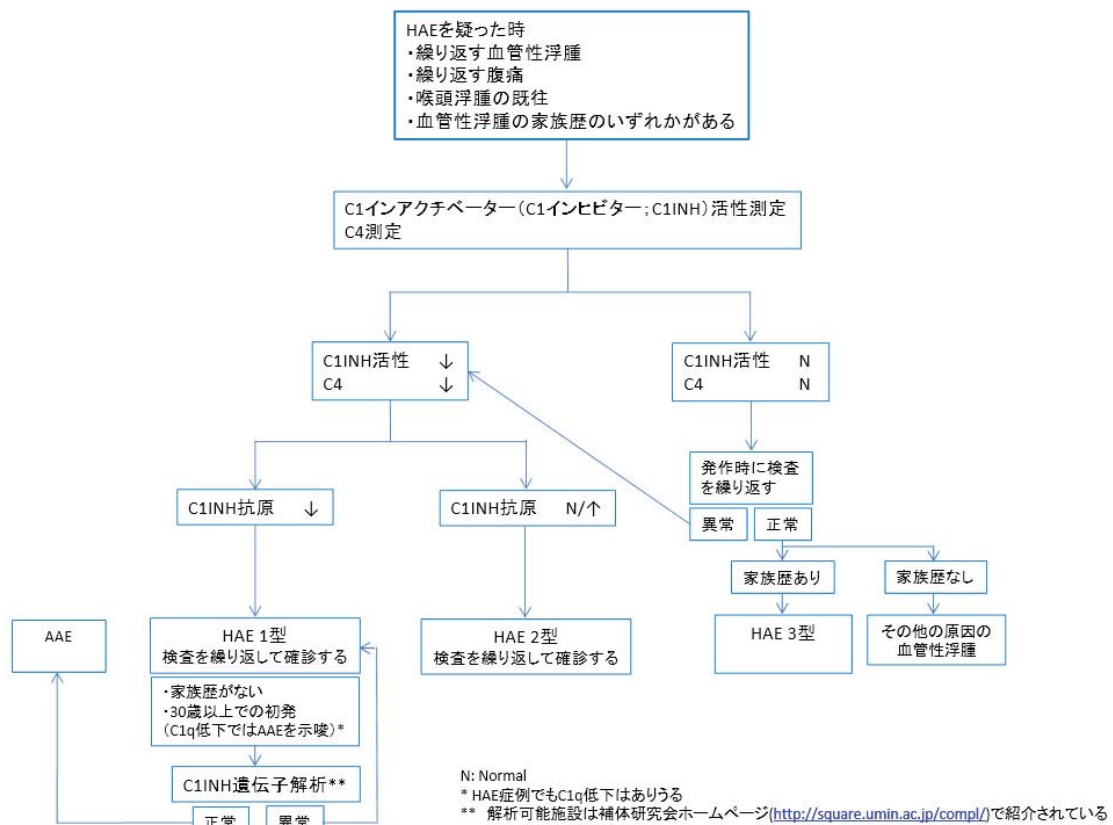 HAEを疑った時
・繰り返す血管性浮腫
・繰り返す腹痛
・喉頭浮腫の既往
・血管性浮腫の家族歴のいずれかがある
C1インアクチベーター(C1インヒビター;C1INH)活性測定
C4測定
C1INH活性 ↓
C4 ↓
C1INH活性 N
C4 N
発作時に検査
を繰り返す
異常
正常
C1INH抗原 ↓
C1INH抗原 N/↑
家族歴あり
家族歴なし
AAE
HAE 1型
検査を繰り返して確診する
HAE 2型
検査を繰り返して確診する
HAE 3型
その他の原因の
血管性浮腫
・家族歴がない
・30歳以上での初発
(C1q低下ではAAEを示唆)*
C1INH遺伝子解析**
正常
異常
N: Normal
* HAE症例でもC1q低下はありうる
** 解析可能施設は補体研究会ホームページ(http://square.umin.ac.jp/compl/)で紹介されている